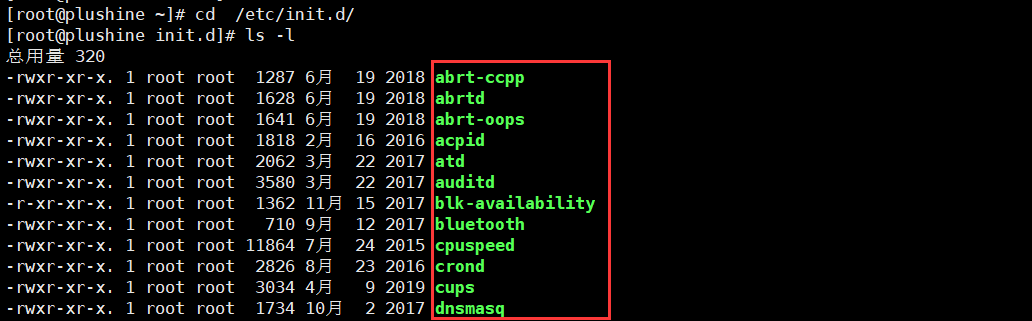 [root@plushine ~]# cd  /etc/init.d/
[root@plushine init.d]# ls -l
总用量 320
-rwxr-xr-x. 1 root root  1287 6月  19 2018 abrt-ccpp
-rwxr-xr-x. 1 root root  1628 6月  19 2018 abrtd
-rwxr-xr-x. 1 root root  1641 6月  19 2018 abrt-oops
-rwxr-xr-x. 1 root root  1818 2月  16 2016 acpid
-rwxr-xr-x. 1 root root  2062 3月  22 2017 atd
-rwxr-xr-x. 1 root root  3580 3月  22 2017 auditd
-r-xr-xr-x. 1 root root  1362 11月 15 2017 blk-availability
-rwxr-xr-x. 1 root root   710 9月  12 2017 bluetooth
-rwxr-xr-x. 1 root root 11864 7月  24 2015 cpuspeed
-rwxr-xr-x. 1 root root  2826 8月  23 2016 crond
-rwxr-xr-x. 1 root root  3034 4月   9 2019 cups
-rwxr-xr-x. 1 root root  1734 10月  2 2017 dnsmasq